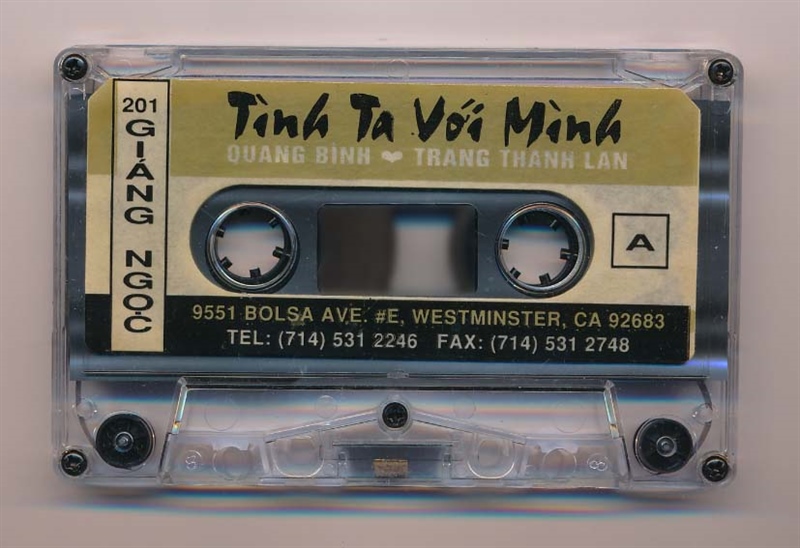 201
GIÁNG NGỌC
Tình Ta Với Mình
QUANG BÌNH ❤ TRANG THANH LAN
A
9551 BOLSA AVE. #E, WESTMINSTER, CA 92683
TEL: (714) 531 2246 FAX: (714) 531 2748